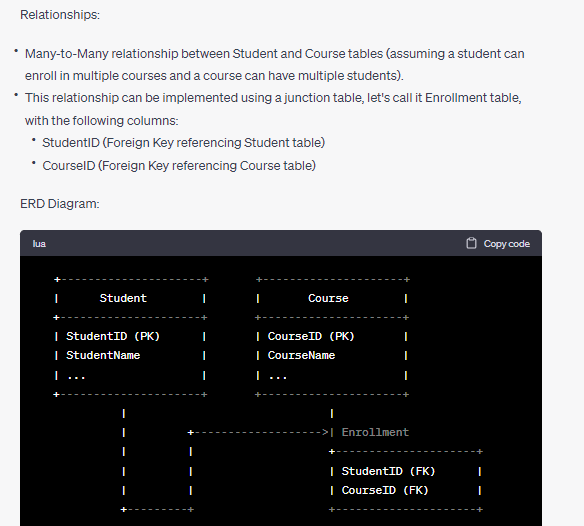 Relationships:
• Many-to-Many relationship between Student and Course tables (assuming a student can
enroll in multiple courses and a course can have multiple students).
• This relationship can be implemented using a junction table, let's call it Enrollment table,
with the following columns:
• StudentID (Foreign Key referencing Student table)
• CourseID (Foreign Key referencing Course table)
ERD Diagram:
lua Copy code
+---------------------+       +---------------------+
|      Student        |       |       Course        |
+---------------------+       +---------------------+
| StudentID (PK)      |       | CourseID (PK)       |
| StudentName         |       | CourseName          |
| ...                 |       | ...                 |
+---------------------+       +---------------------+
          |                              |
          |         +------------------->| Enrollment
          |         |                    +---------------------+
          |         |                    | StudentID (FK)      |
          |         |                    | CourseID (FK)       |
          +---------+                    +---------------------+